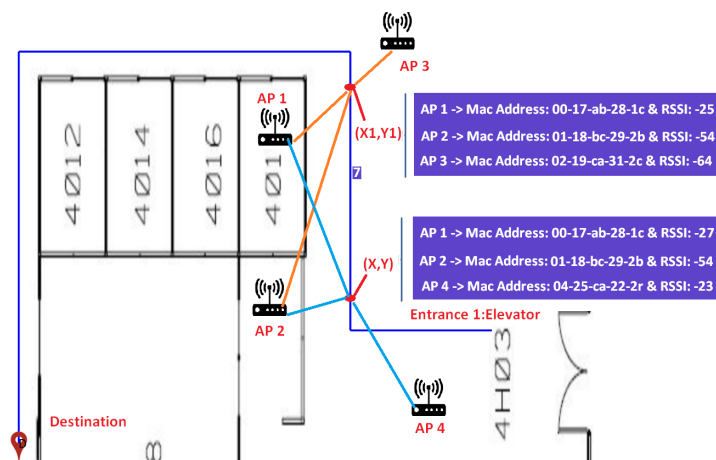 AP 3
AP 1
(X1,Y1)
AP 1 -> Mac Address: 00-17-ab-28-1c & RSSI: -25
AP 2 -> Mac Address: 01-18-bc-29-2b & RSSI: -54
AP 3 -> Mac Address: 02-19-ca-31-2c & RSSI: -64
4012
4014
4016
401
7
(X,Y)
AP 1 -> Mac Address: 00-17-ab-28-1c & RSSI: -27
AP 2 -> Mac Address: 01-18-bc-29-2b & RSSI: -54
AP 4 -> Mac Address: 04-25-ca-22-2r & RSSI: -23
AP 2
Entrance 1:Elevator
4H03
AP 4
Destination
b
8